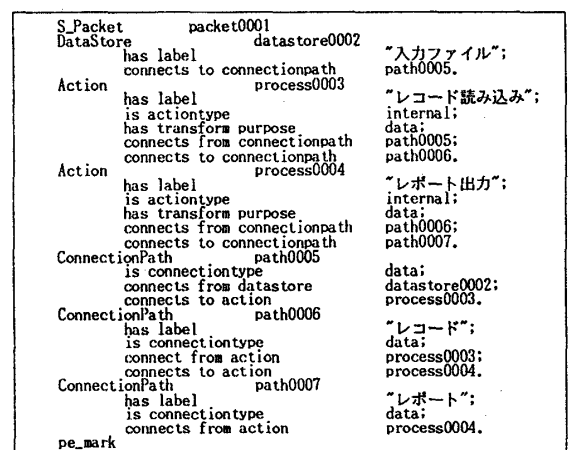 S_Packet packet0001
DataStore datastore0002
has label "入力ファイル";
connects to connectionpath path0005.
Action process0003
has label "レコード読み込み";
is actiontype internal;
has transform purpose data;
connects from connectionpath path0005;
connects to connectionpath path0006.
Action process0004
has label "レポート出力";
is actiontype internal;
has transform purpose data;
connects from connectionpath path0006;
connects to connectionpath path0007.
ConnectionPath path0005
is connectiontype data;
connects from datastore datastore0002;
connects to action process0003.
ConnectionPath path0006
has label "レコード";
is connectiontype data;
connect from action process0003;
connects to action process0004.
ConnectionPath path0007
has label "レポート";
is connectiontype data;
connects from action process0004.
pe_mark